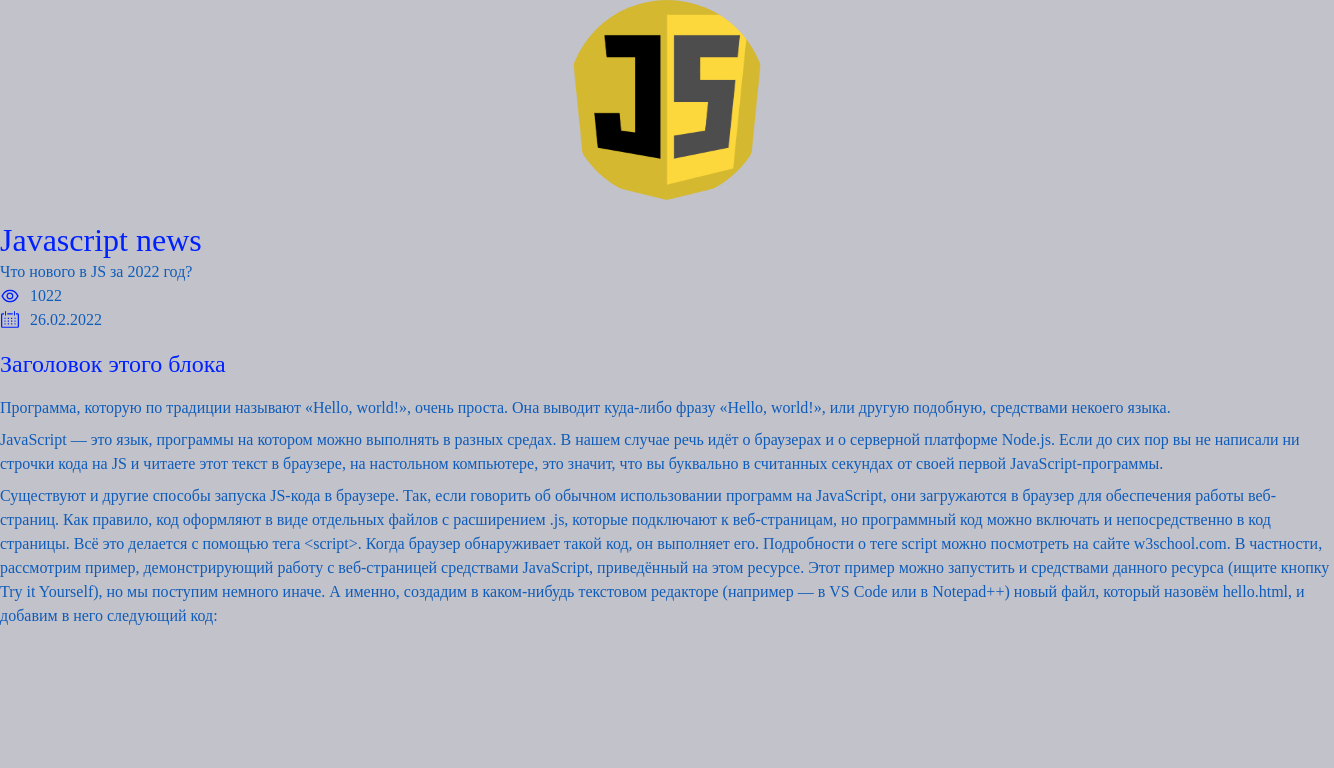 JS
Javascript news
Что нового в JS за 2022 год?
1022
26.02.2022
Заголовок этого блока
Программа, которую по традиции называют «Hello, world!», очень проста. Она выводит куда-либо фразу «Hello, world!», или другую подобную, средствами некоего языка.
JavaScript — это язык, программы на котором можно выполнять в разных средах. В нашем случае речь идёт о браузерах и о серверной платформе Node.js. Если до сих пор вы не написали ни
строчки кода на JS и читаете этот текст в браузере, на настольном компьютере, это значит, что вы буквально в считанных секундах от своей первой JavaScript-программы.
Существуют и другие способы запуска JS-кода в браузере. Так, если говорить об обычном использовании программ на JavaScript, они загружаются в браузер для обеспечения работы веб-
страниц. Как правило, код оформляют в виде отдельных файлов с расширением .js, которые подключают к веб-страницам, но программный код можно включать и непосредственно в код
страницы. Всё это делается с помощью тега <script>. Когда браузер обнаруживает такой код, он выполняет его. Подробности о теге script можно посмотреть на сайте w3school.com. В частности,
рассмотрим пример, демонстрирующий работу с веб-страницей средствами JavaScript, приведённый на этом ресурсе. Этот пример можно запустить и средствами данного ресурса (ищите кнопку
Try it Yourself), но мы поступим немного иначе. А именно, создадим в каком-нибудь текстовом редакторе (например — в VS Code или в Notepad++) новый файл, который назовём hello.html, и
добавим в него следующий код: